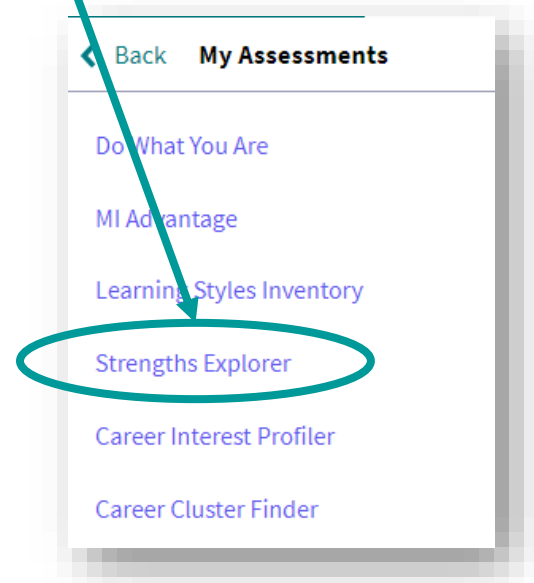 Back My Assessments
Do What You Are
MI Advantage
Learning Styles Inventory
Strengths Explorer
Career Interest Profiler
Career Cluster Finder